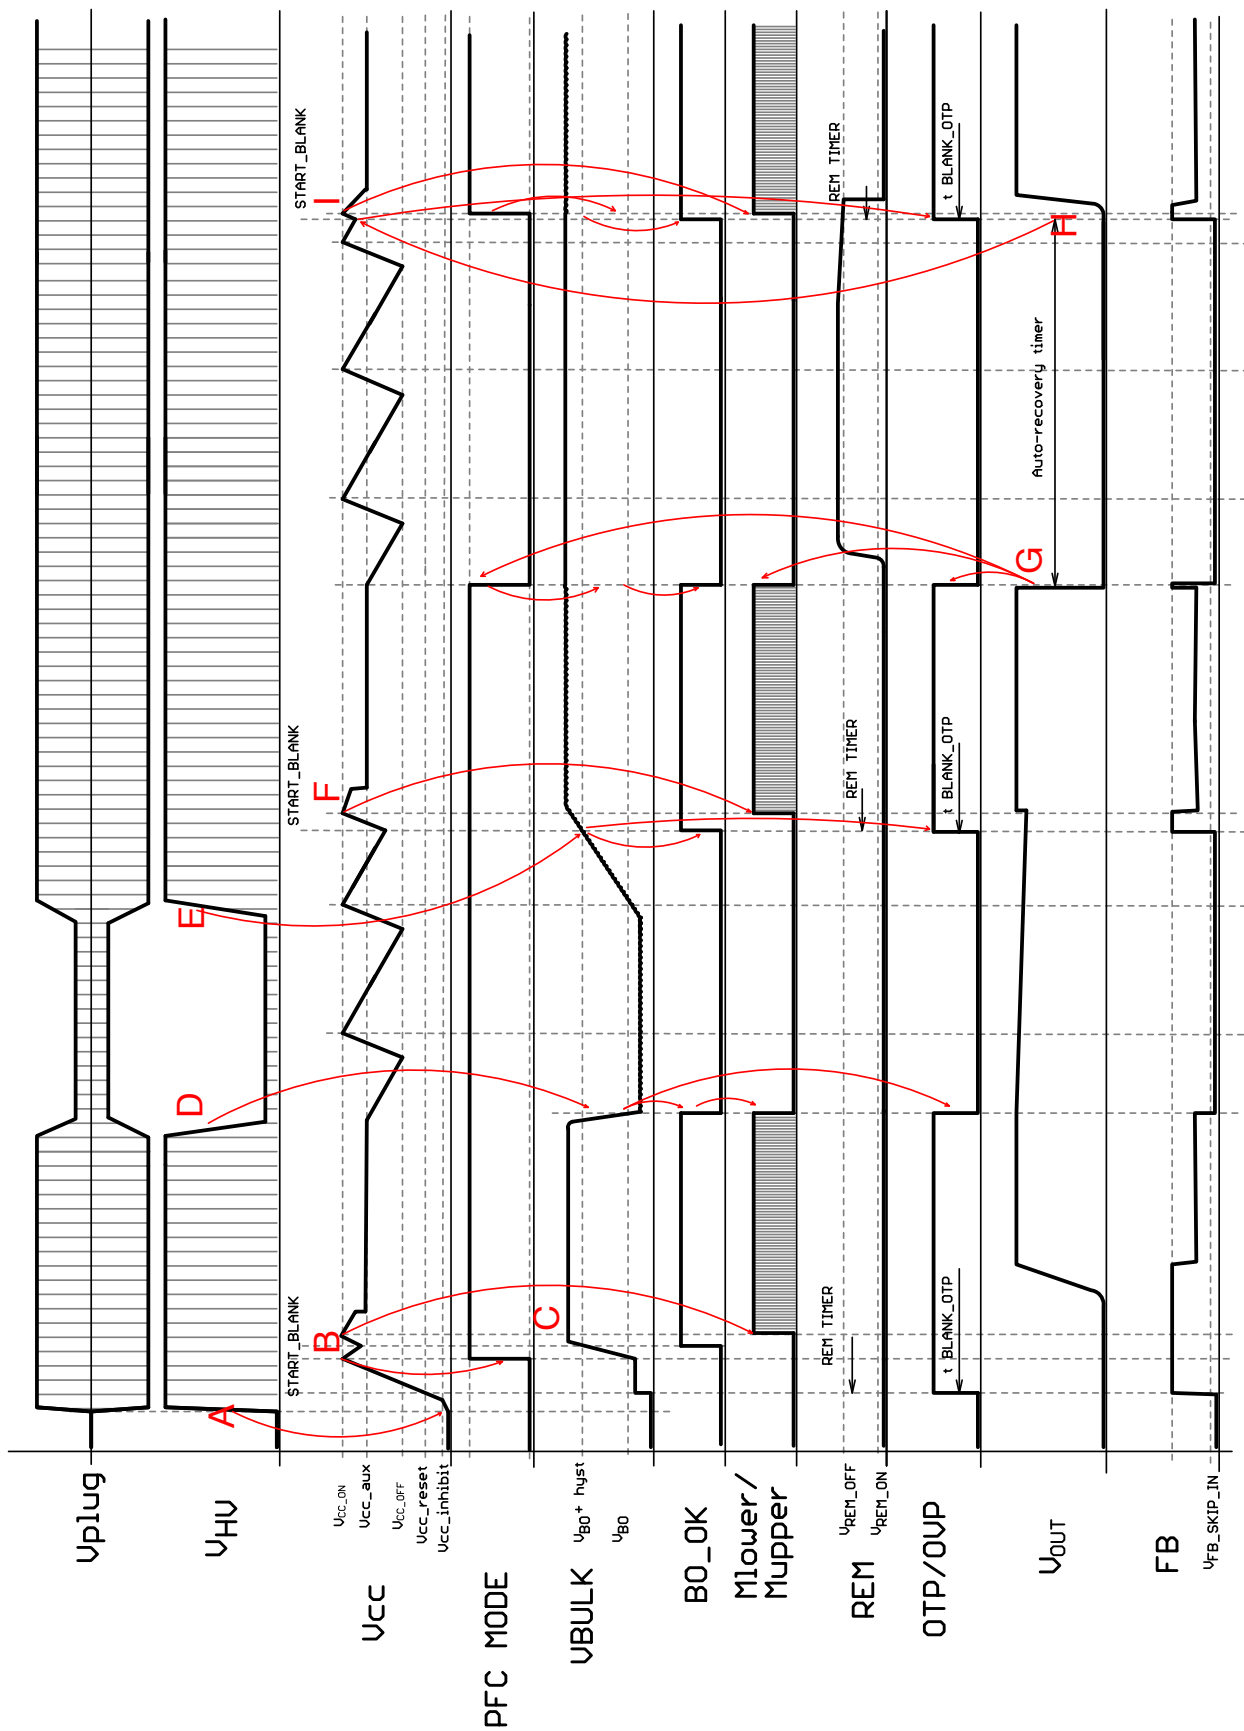 Vplug
VHV
Vcc
VCC_ON
Vcc_aux
VCC_OFF
Vcc_reset
Vcc_inhibit
START_BLANK
START_BLANK
START_BLANK
PFC MODE
VBULK
VBO+ hyst
VBO
BO_OK
Mlower/
Mupper
REM
VREM_OFF
VREM_ON
REM TIMER
REM TIMER
REM TIMER
OTP/OVP
t BLANK_OTP
t BLANK_OTP
t BLANK_OTP
VOUT
Auto-recovery timer
FB
VFB_SKIP_IN
A
B
C
D
E
F
G
H
I